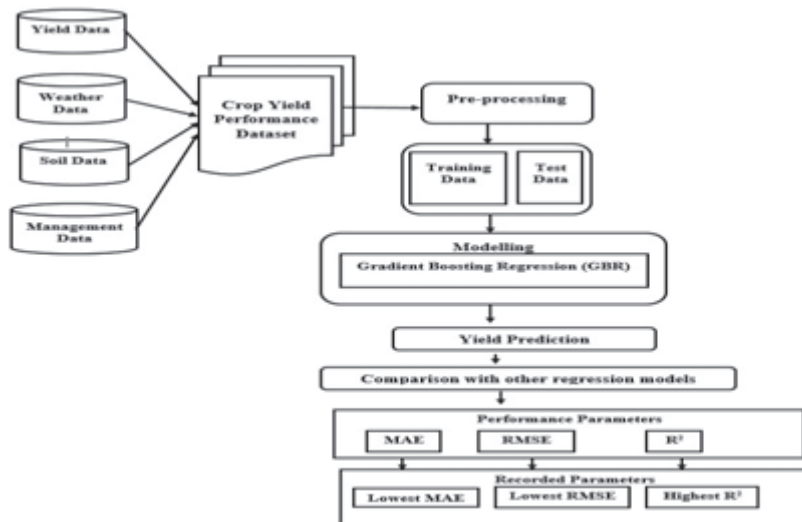 Yield Data
Weather
Data
Soil Data
Management
Data
Crop Yield
Performance
Dataset
Pre-processing
Training
Data
Test
Data
Modelling
Gradient Boosting Regression (GBR)
Yield Prediction
Comparison with other regression models
Performance Parameters
MAE
RMSE
R²
Recorded Parameters
Lowest MAE
Lowest RMSE
Highest R²